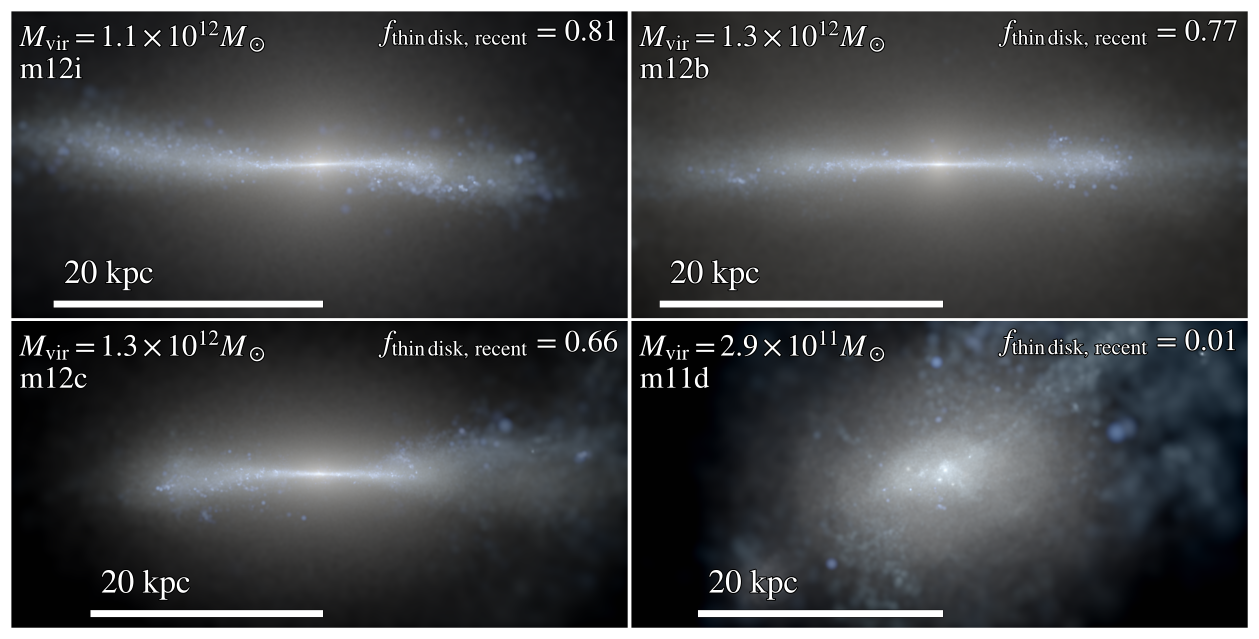 M_vir = 1.1 × 10^12 M_⊙ f_thin disk, recent = 0.81
m12i
20 kpc
M_vir = 1.3 × 10^12 M_⊙ f_thin disk, recent = 0.77
m12b
20 kpc
M_vir = 1.3 × 10^12 M_⊙ f_thin disk, recent = 0.66
m12c
20 kpc
M_vir = 2.9 × 10^11 M_⊙ f_thin disk, recent = 0.01
m11d
20 kpc